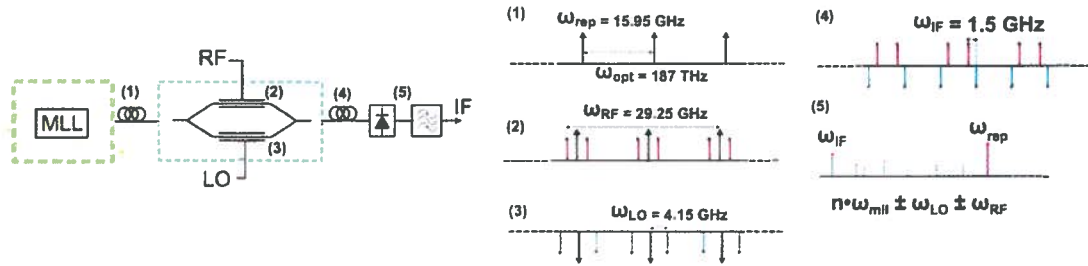 RF
(1)
(2)
(4)
(5)
MLL
IF
(3)
LO
(1)
ωrep = 15.95 GHz
ωopt = 187 THz
(2)
ωRF = 29.25 GHz
(3)
ωLO = 4.15 GHz
(4)
ωIF = 1.5 GHz
(5)
ωIF
ωrep
n•ωmll ± ωLO ± ωRF